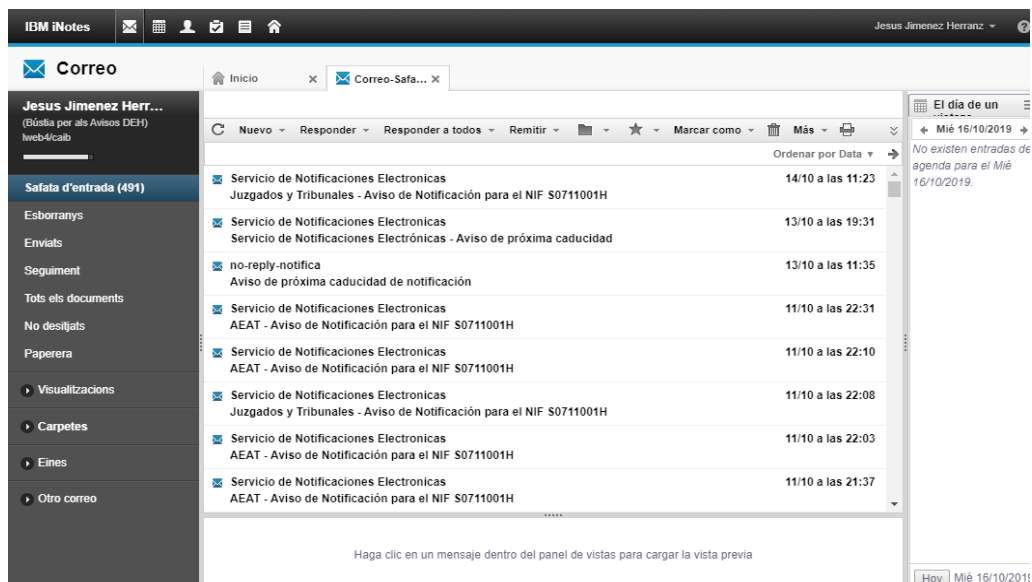 IBM iNotes
Jesus Jimenez Herranz
Correo
Inicio
Correo-Safa...
Jesus Jimenez Herr...
(Bústia per als Avisos DEH)
lweb4/caib
Safata d'entrada (491)
Esborranys
Enviats
Seguiment
Tots els documents
No desitjats
Paperera
Visualitzacions
Carpetes
Eines
Otro correo
Nuevo Responder Responder a todos Remitir Marcar como Más
Ordenar por Data
Servicio de Notificaciones Electronicas 14/10 a las 11:23
Juzgados y Tribunales - Aviso de Notificación para el NIF S0711001H
Servicio de Notificaciones Electronicas 13/10 a las 19:31
Servicio de Notificaciones Electrónicas - Aviso de próxima caducidad
no-reply-notifica 13/10 a las 11:35
Aviso de próxima caducidad de notificación
Servicio de Notificaciones Electronicas 11/10 a las 22:31
AEAT - Aviso de Notificación para el NIF S0711001H
Servicio de Notificaciones Electronicas 11/10 a las 22:10
AEAT - Aviso de Notificación para el NIF S0711001H
Servicio de Notificaciones Electronicas 11/10 a las 22:08
Juzgados y Tribunales - Aviso de Notificación para el NIF S0711001H
Servicio de Notificaciones Electronicas 11/10 a las 22:03
AEAT - Aviso de Notificación para el NIF S0711001H
Servicio de Notificaciones Electronicas 11/10 a las 21:37
AEAT - Aviso de Notificación para el NIF S0711001H
Haga clic en un mensaje dentro del panel de vistas para cargar la vista previa
El día de un
Mié 16/10/2019
No existen entradas de
agenda para el Mié
16/10/2019.
Hoy Mié 16/10/2019